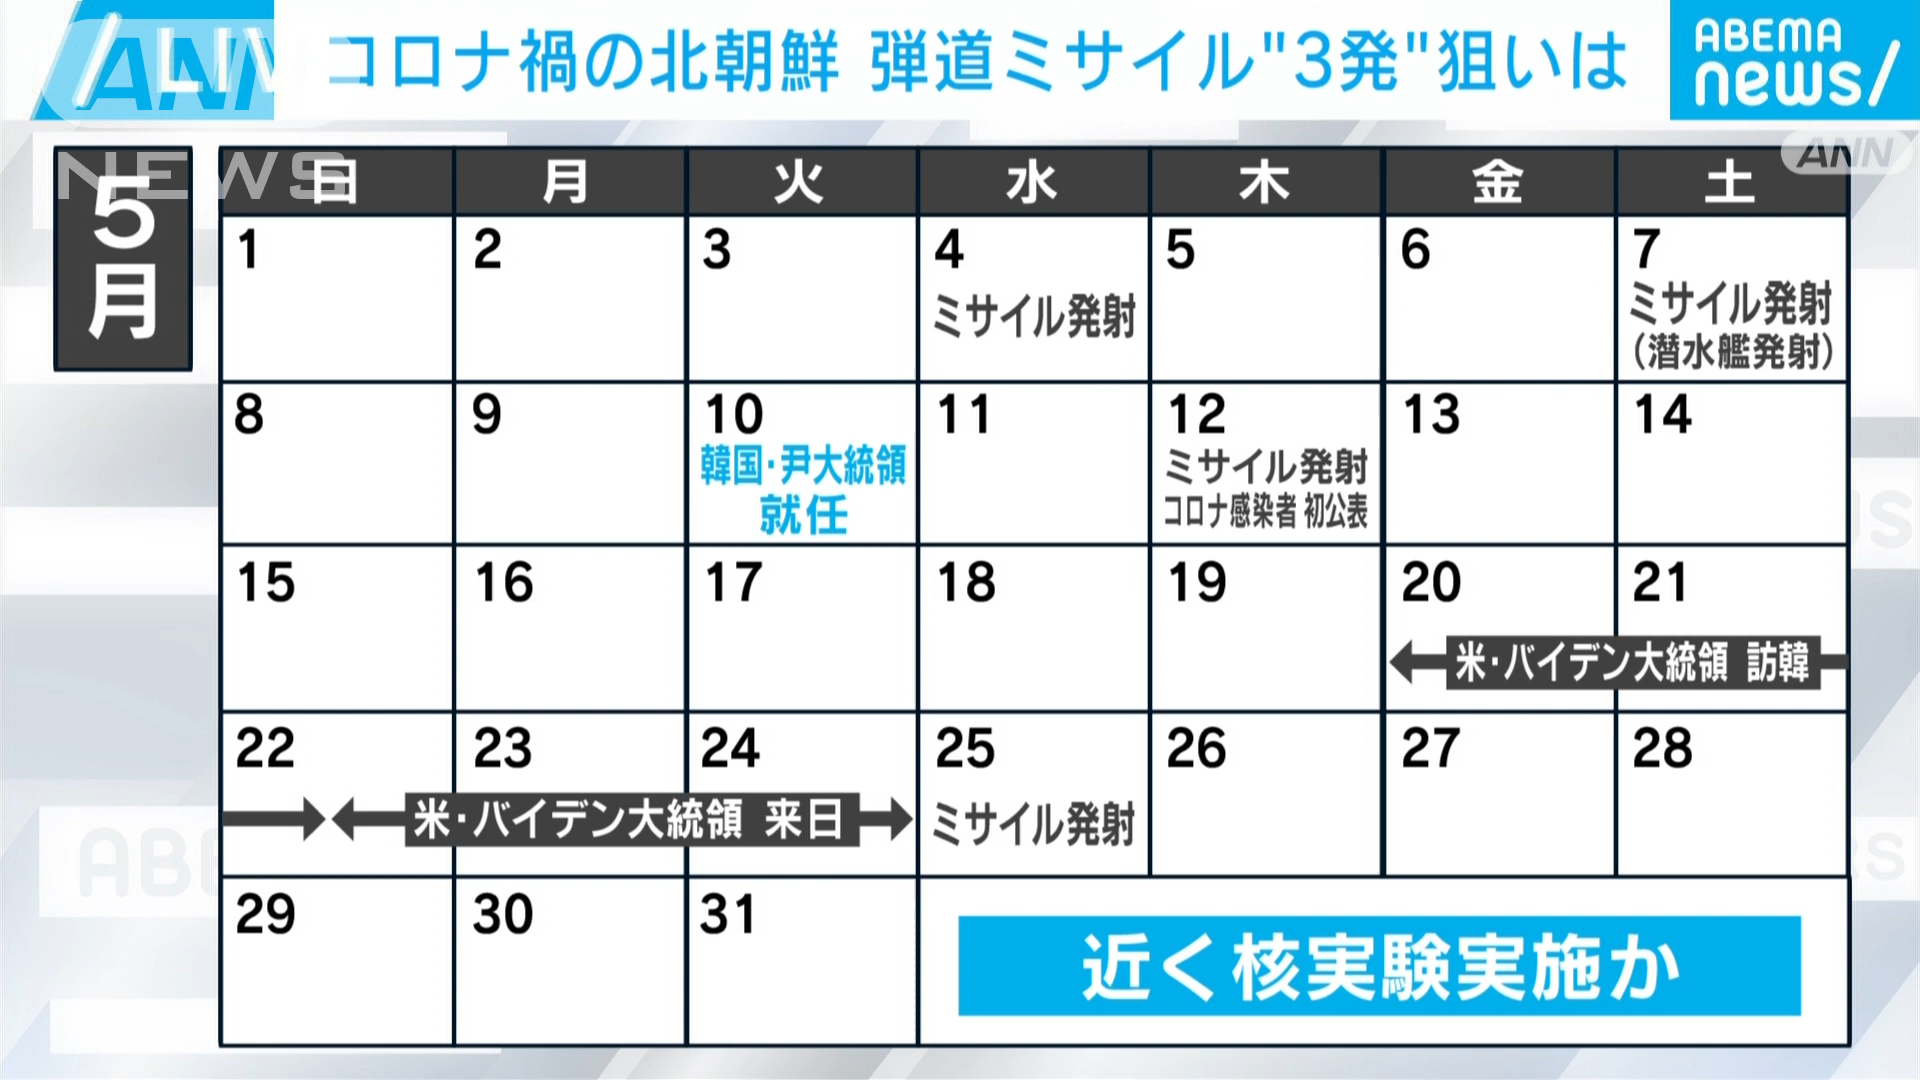 LIV
ANN
NEWS
コロナ禍の北朝鮮 弾道ミサイル"3発"狙いは
ABEMA
news/
ANN
5月
日 月 火 水 木 金 土
1 2 3 4 5 6 7
ミサイル発射
ミサイル発射
(潜水艦発射)
8 9 10 11 12 13 14
韓国・尹大統領
就任
ミサイル発射
コロナ感染者 初公表
15 16 17 18 19 20 21
米・バイデン大統領 訪韓
22 23 24 25 26 27 28
米・バイデン大統領 来日
ミサイル発射
29 30 31
近く核実験実施か